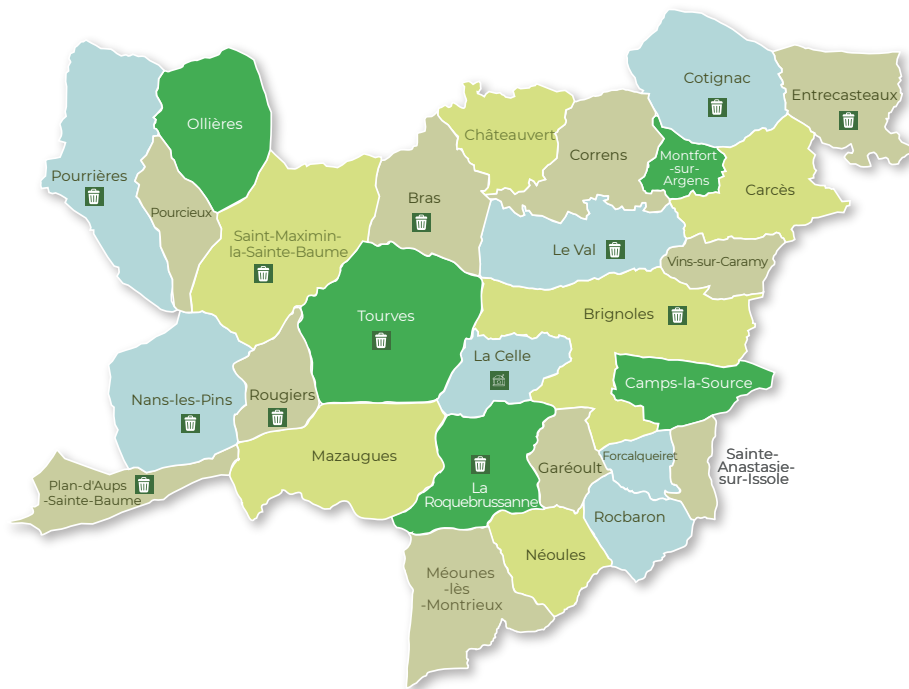 Cotignac
Entrecasteaux
Ollières
Châteauvert
Correns
Montfort
-sur-
Argens
Pourrières
Carcès
Bras
Pourcieux
Saint-Maximin-
la-Sainte-Baume
Le Val
Vins-sur-Caramy
Tourves
Brignoles
La Celle
Camps-la-Source
Nans-les-Pins
Rougiers
Mazaugues
Garéoult
Forcalqueiret
Sainte-
Anastasie-
sur-Issole
Plan-d'Aups
-Sainte-Baume
La
Roquebrussanne
Rocbaron
Néoules
Méounes
-lès
-Montrieux